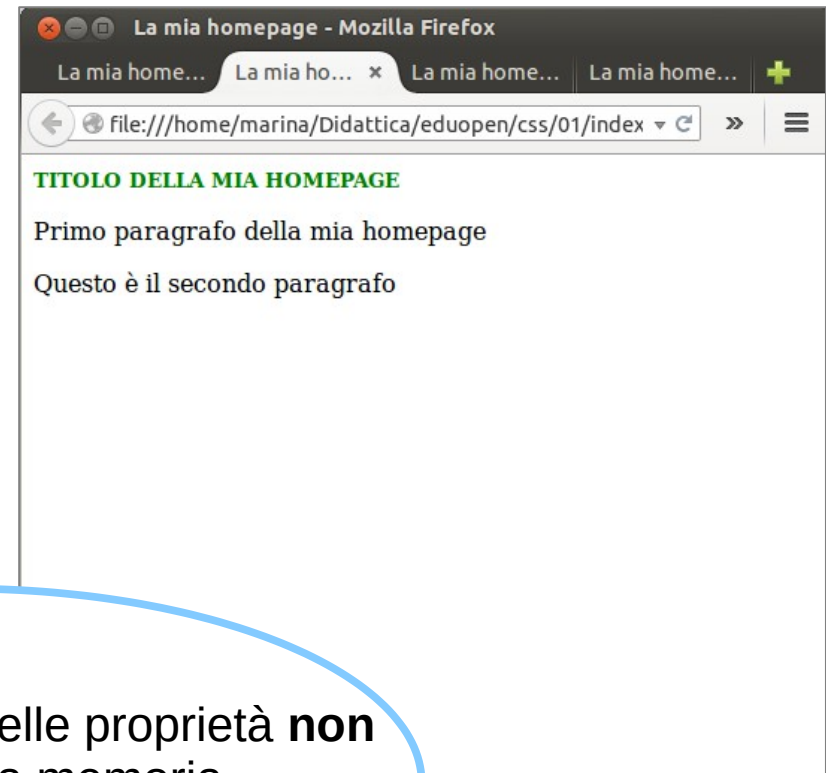 La mia homepage - Mozilla Firefox
La mia home... La mia ho... × La mia home... La mia home...
file:///home/marina/Didattica/eduopen/css/01/index
TITOLO DELLA MIA HOMEPAGE
Primo paragrafo della mia homepage
Questo è il secondo paragrafo
elle proprietà non
memoria